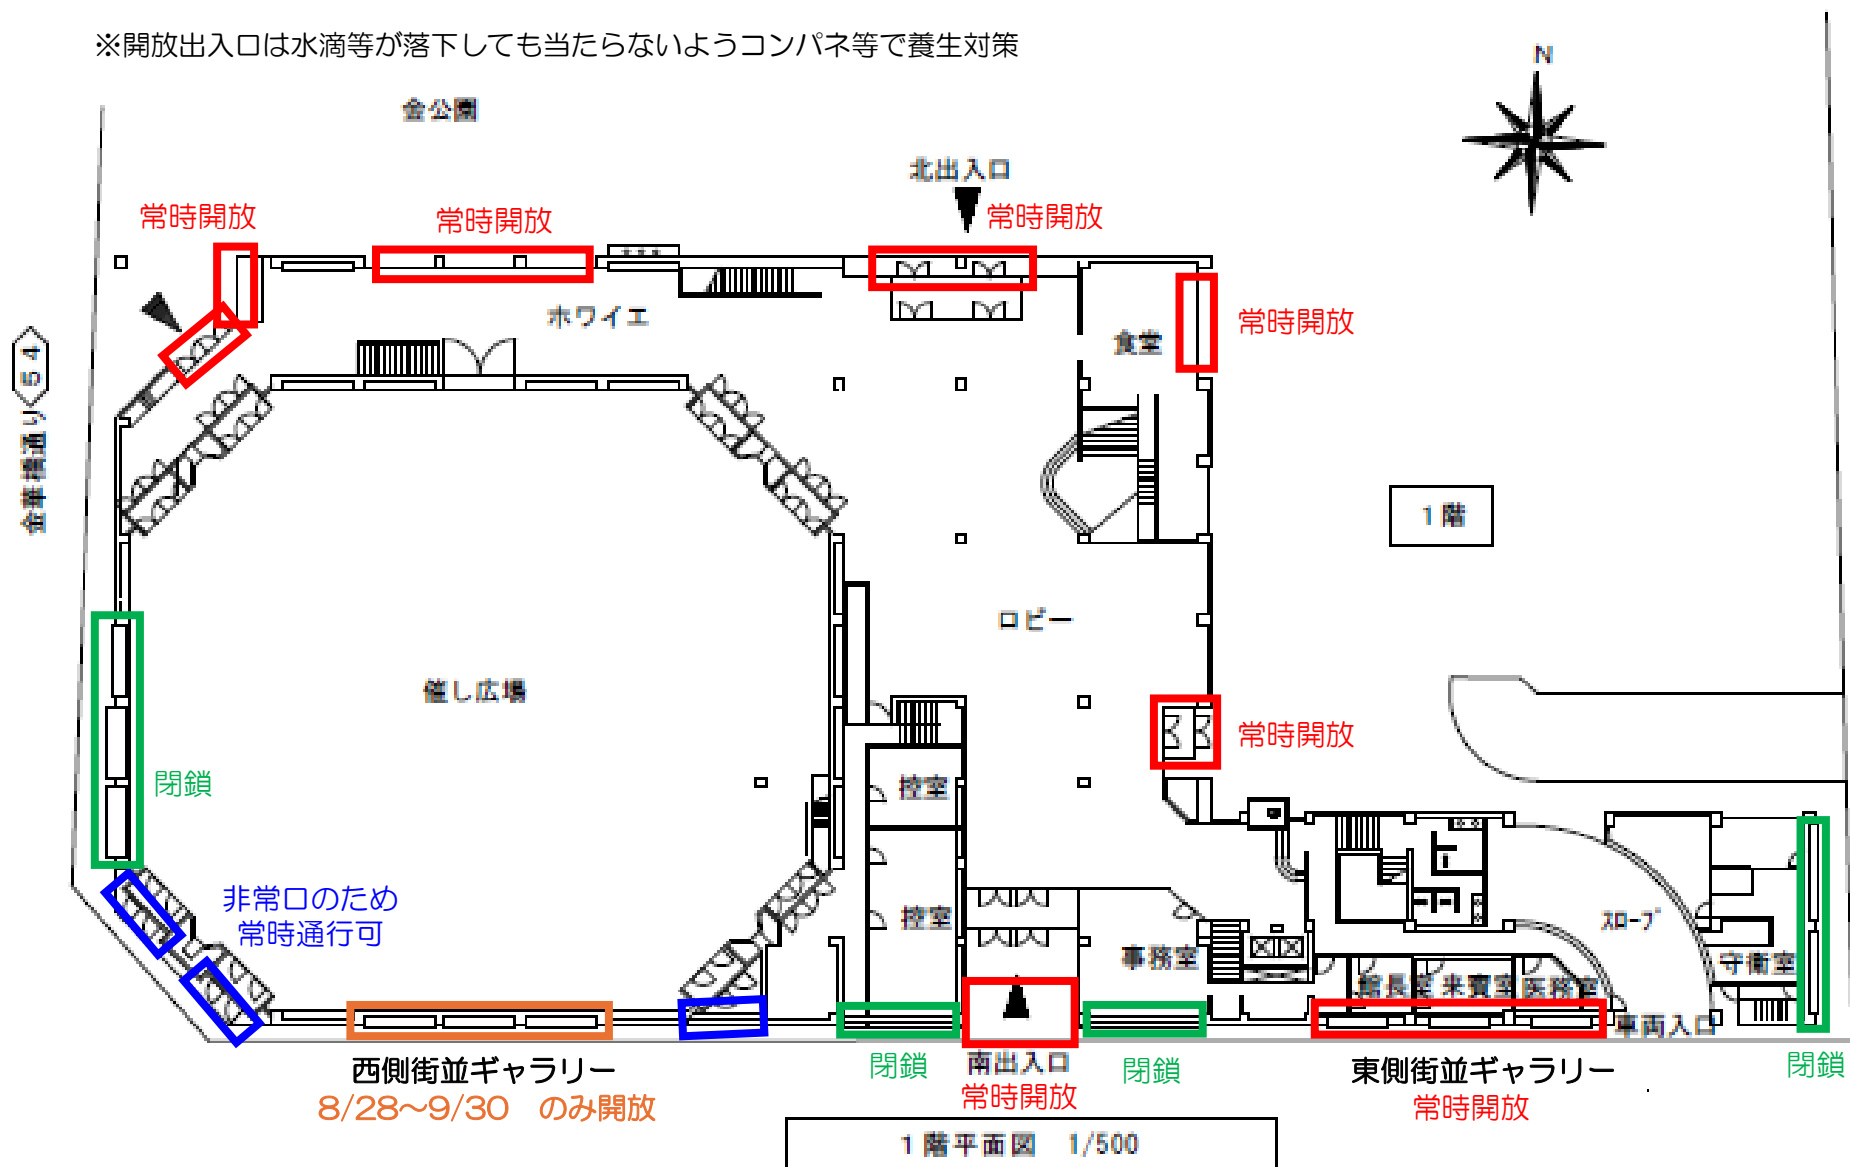 ※開放出入口は水滴等が落下しても当たらないようコンパネ等で養生対策
N
金公園
北出入口
常時開放
常時開放
常時開放
ホワイエ
食堂
常時開放
金華橋通り
54
1階
ロビー
催し広場
常時開放
閉鎖
控室
非常口のため
常時通行可
控室
スロープ
事務室
守衛室
館長室
来賓室
医務室
車両入口
西側街並ギャラリー
8/28～9/30　のみ開放
閉鎖
南出入口
常時開放
閉鎖
東側街並ギャラリー
常時開放
閉鎖
1階平面図 1/500